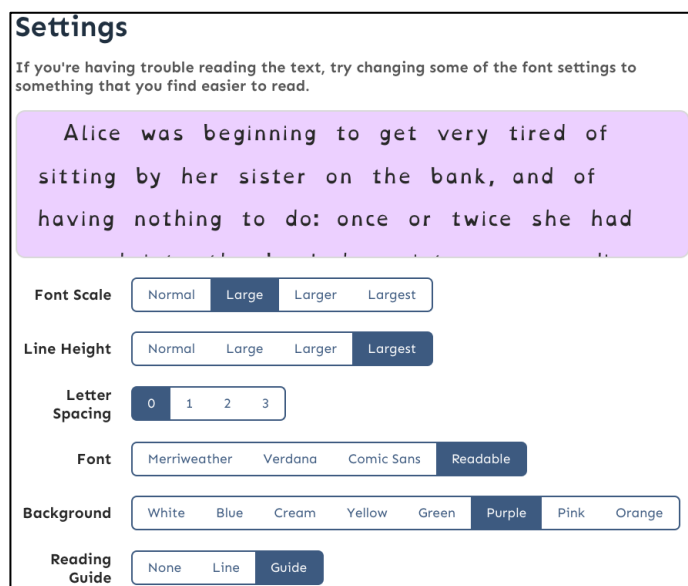 Settings
If you're having trouble reading the text, try changing some of the font settings to
something that you find easier to read.
Alice was beginning to get very tired of
sitting by her sister on the bank, and of
having nothing to do: once or twice she had
Font Scale Normal Large Larger Largest
Line Height Normal Large Larger Largest
Letter
Spacing 0 1 2 3
Font Merriweather Verdana Comic Sans Readable
Background White Blue Cream Yellow Green Purple Pink Orange
Reading
Guide None Line Guide